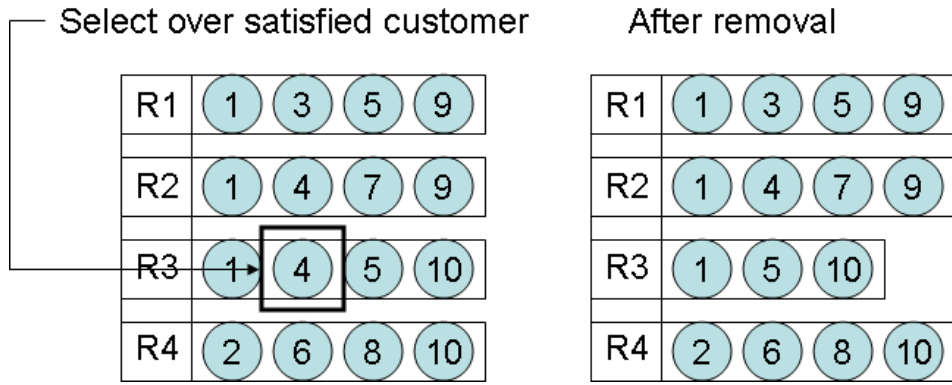 Select over satisfied customer
R1 1 3 5 9
R2 1 4 7 9
R3 1 4 5 10
R4 2 6 8 10
After removal
R1 1 3 5 9
R2 1 4 7 9
R3 1 5 10
R4 2 6 8 10